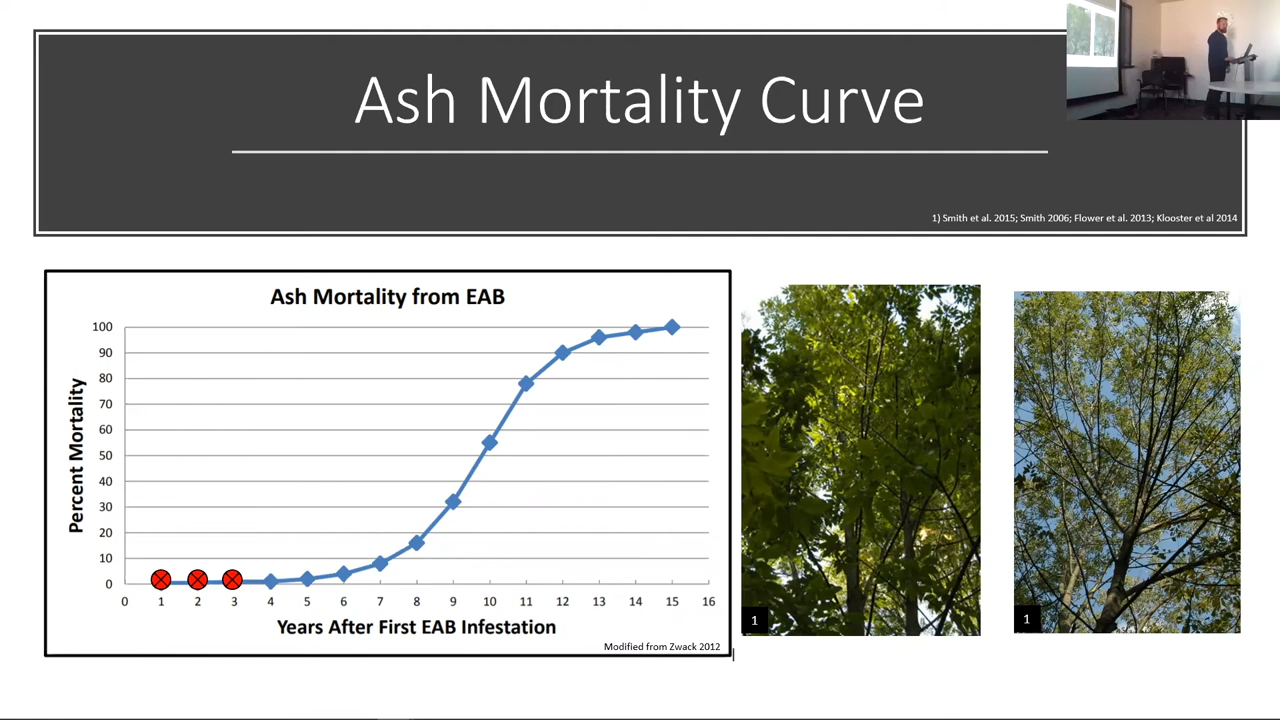 Ash Mortality Curve
1) Smith et al. 2015; Smith 2006; Flower et al. 2013; Klooster et al 2014
Ash Mortality from EAB
Percent Mortality
100
90
80
70
60
50
40
30
20
10
0
0 1 2 3 4 5 6 7 8 9 10 11 12 13 14 15 16
Years After First EAB Infestation
Modified from Zwack 2012
1
1